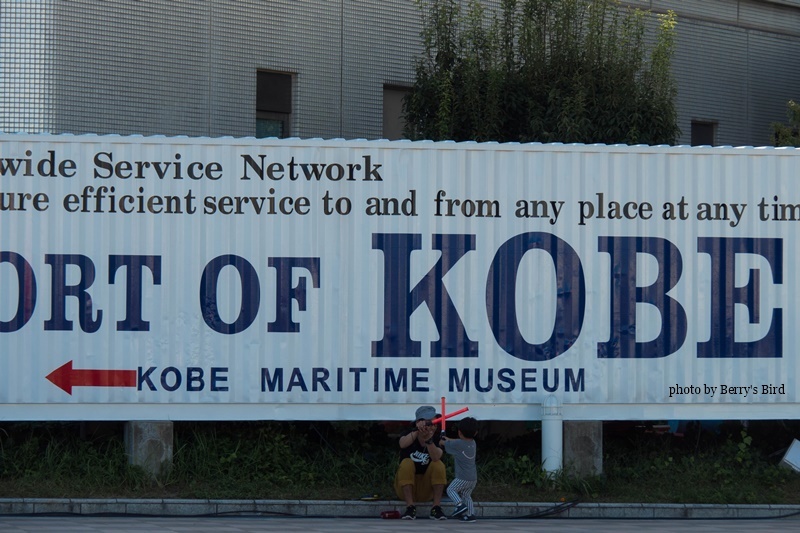 wide Service Network
ure efficient service to and from any place at any tim
ORT OF KOBE
KOBE MARITIME MUSEUM
photo by Berry's Bird